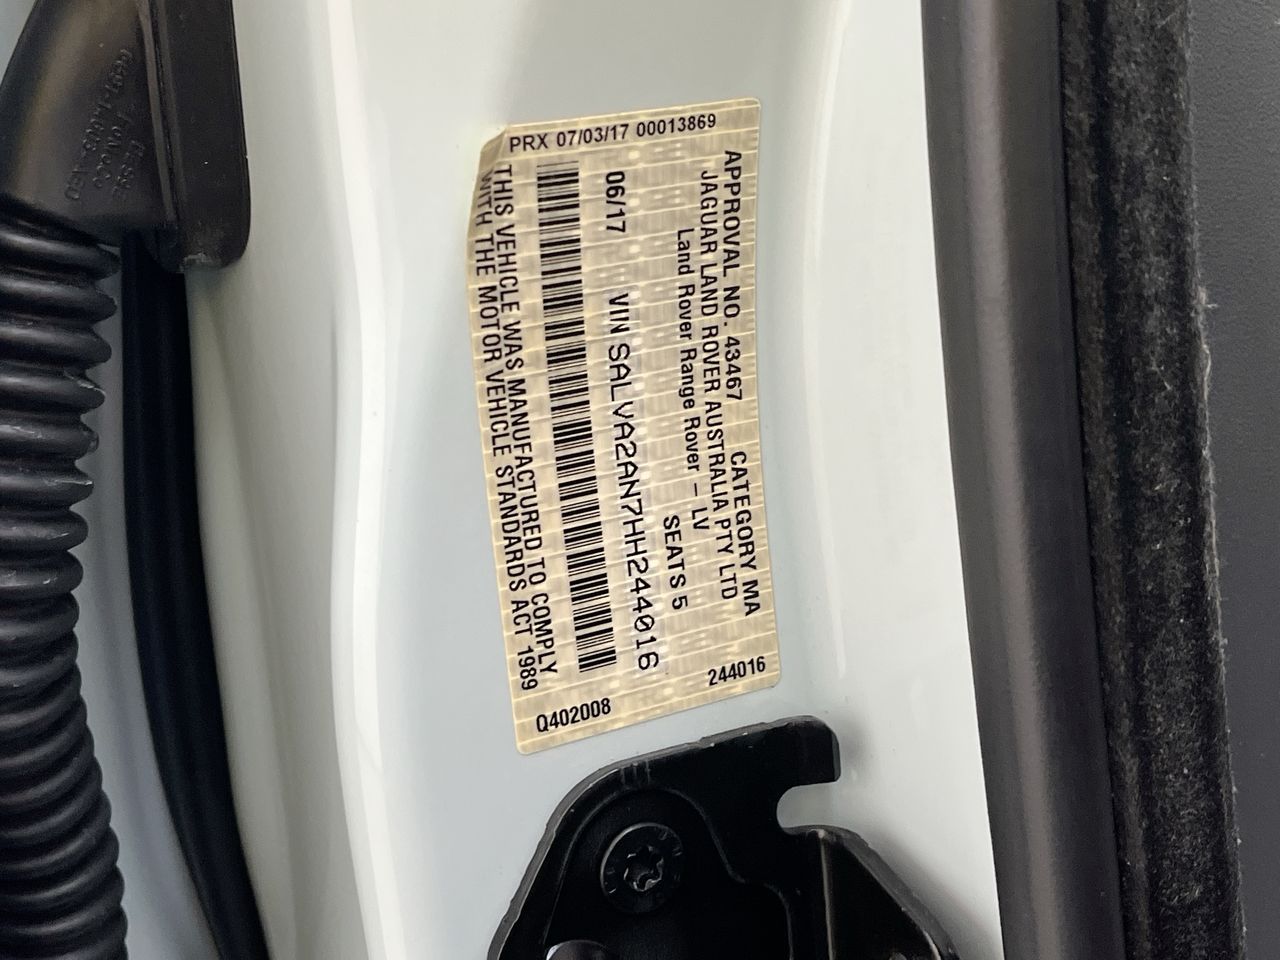 PRX 07/03/17 00013869
APPROVAL NO. 43467 CATEGORY MA
JAGUAR LAND ROVER AUSTRALIA PTY LTD
Land Rover Range Rover – LV
SEATS 5
06/17 VIN SALVA2AN7HH244016
THIS VEHICLE WAS MANUFACTURED TO COMPLY
WITH THE MOTOR VEHICLE STANDARDS ACT 1989
Q402008
244016